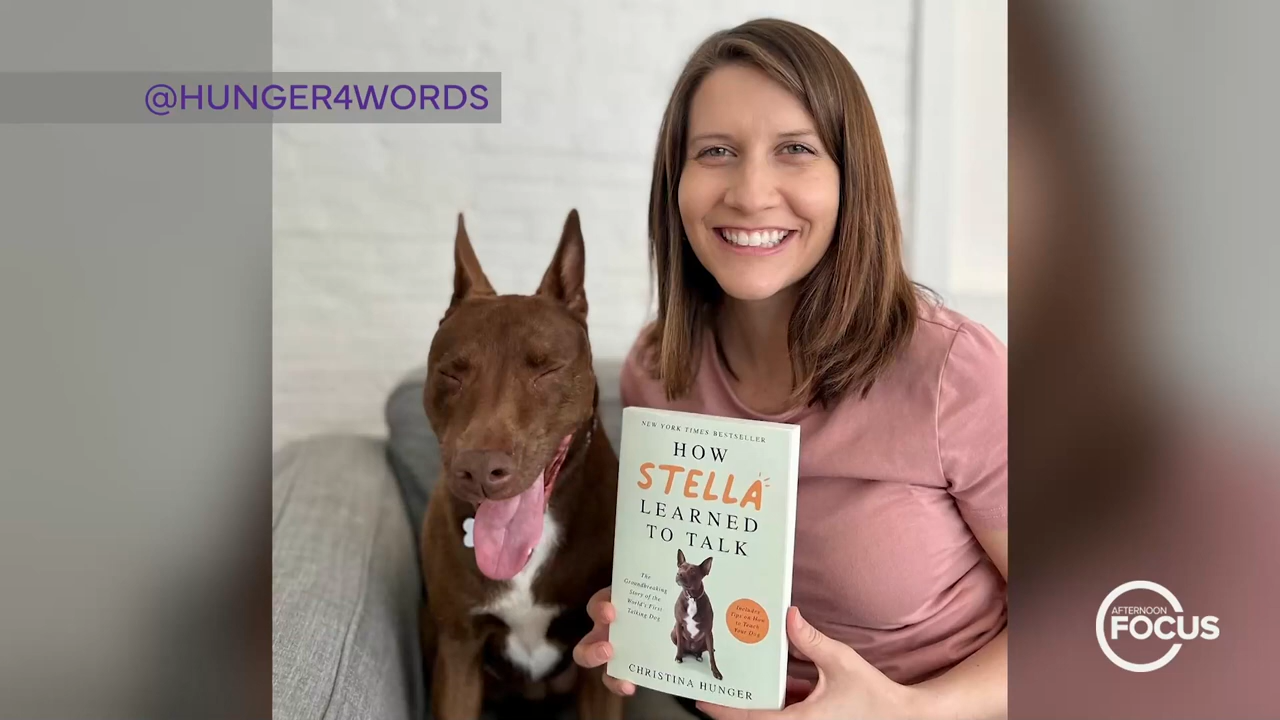 @HUNGER4WORDS
NEW YORK TIMES BESTSELLER
HOW
STELLA
LEARNED
TO TALK
The
Groundbreaking
Story of the
World's First
Talking Dog
Includes
Tips on How
to Teach
Your Dog
CHRISTINA HUNGER
AFTERNOON
FOCUS